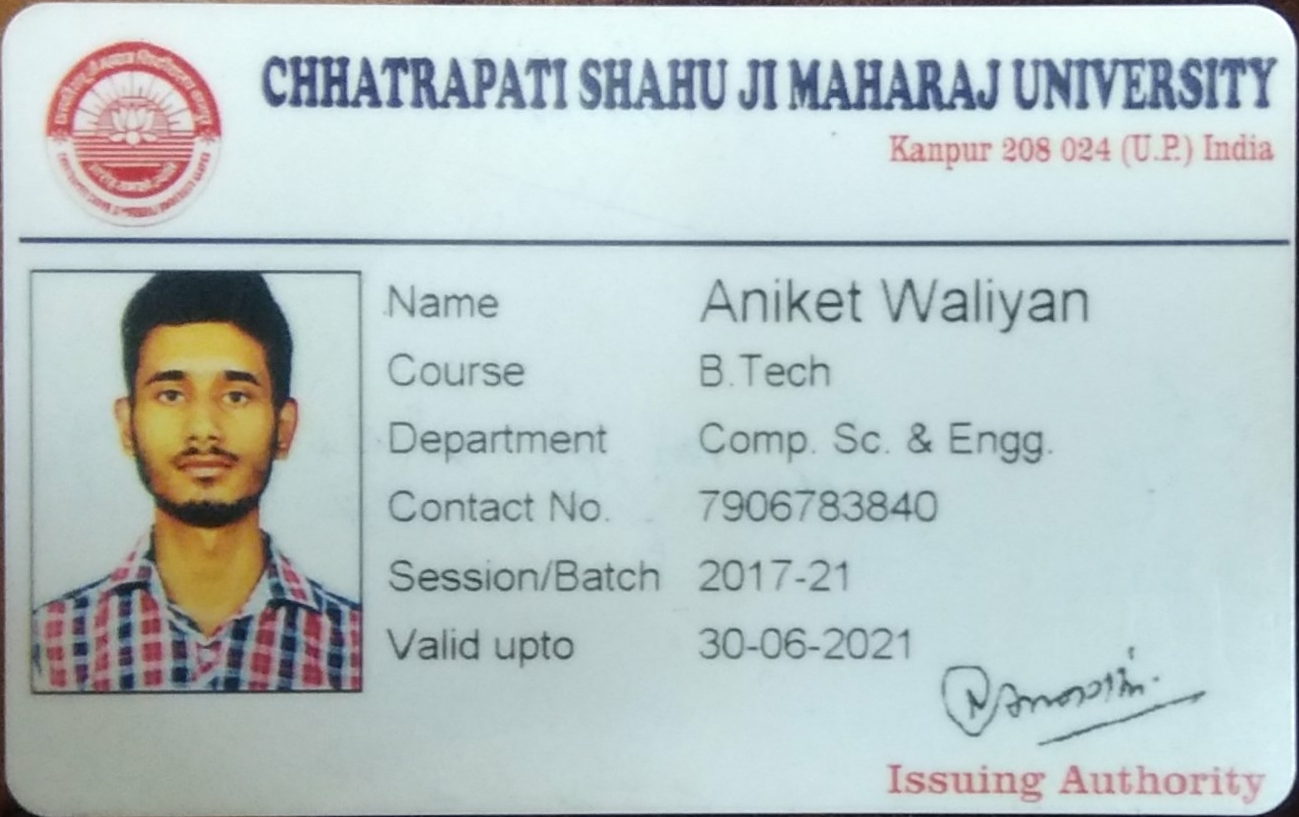 CHHATRAPATI SHAHU JI MAHARAJ UNIVERSITY
Kanpur 208 024 (U.P.) India
Name Aniket Waliyan
Course B.Tech
Department Comp. Sc. & Engg.
Contact No. 7906783840
Session/Batch 2017-21
Valid upto 30-06-2021
Issuing Authority